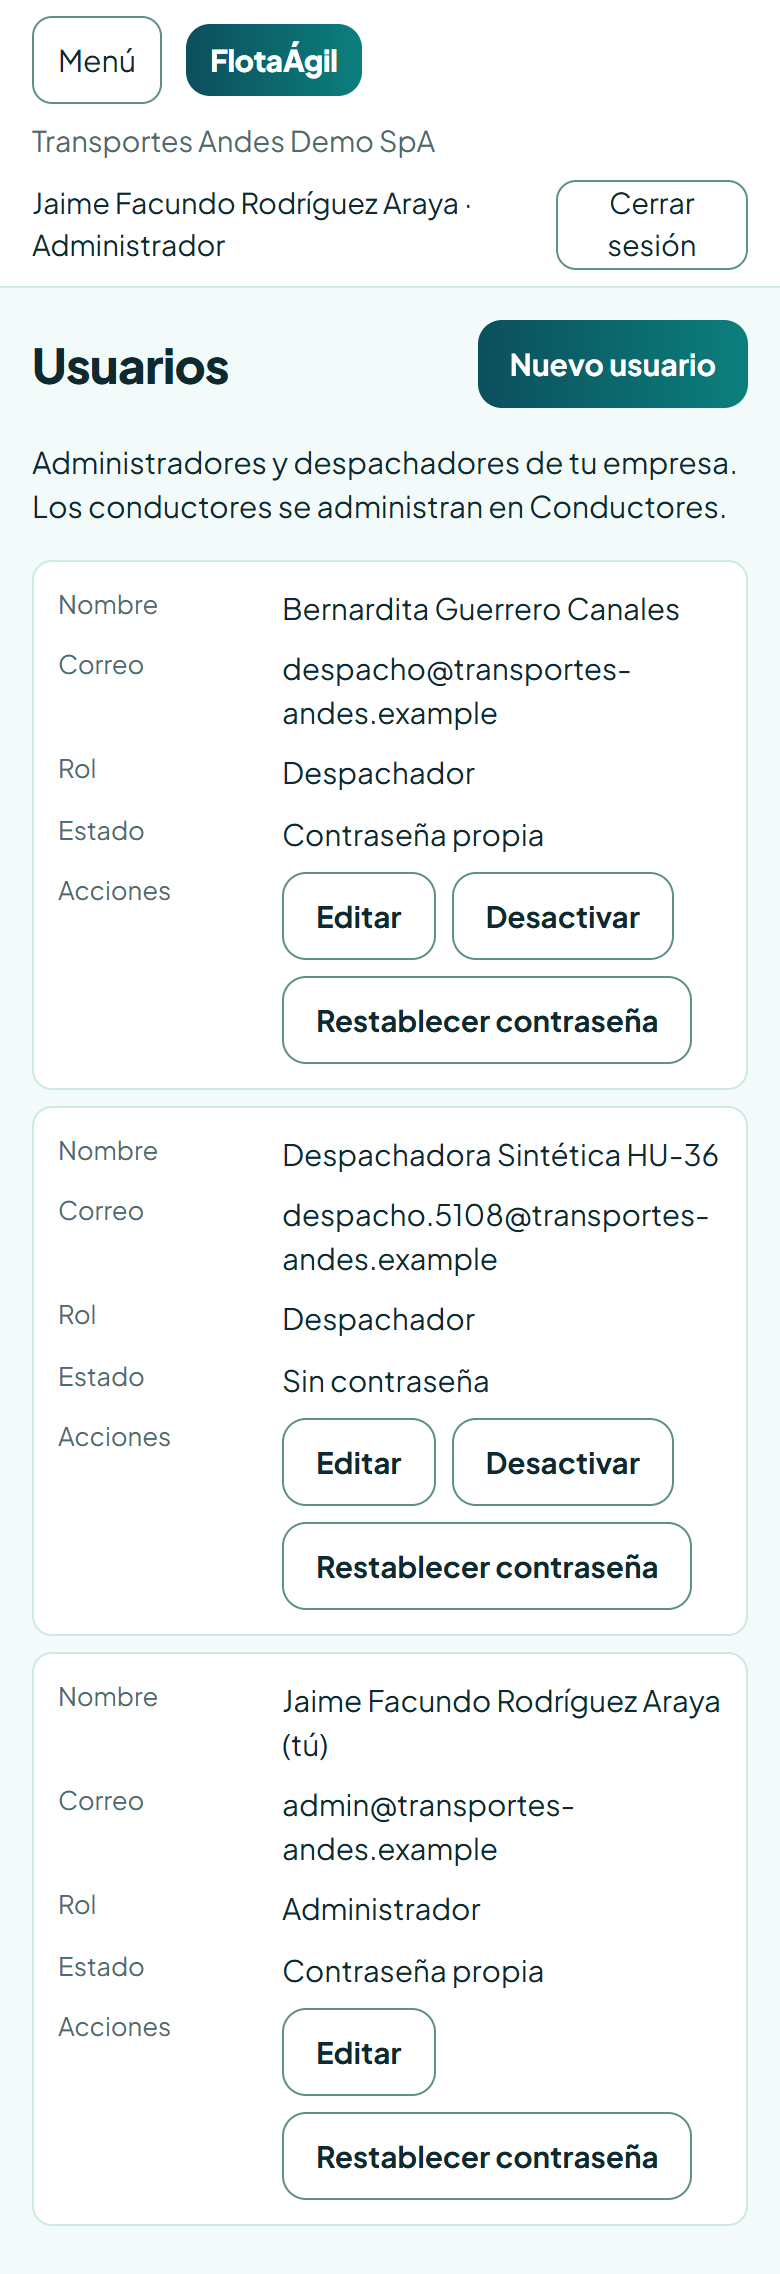 Menú
FlotaÁgil
Transportes Andes Demo SpA
Jaime Facundo Rodríguez Araya ·
Administrador
Cerrar
sesión
Usuarios
Nuevo usuario
Administradores y despachadores de tu empresa.
Los conductores se administran en Conductores.
Nombre
Bernardita Guerrero Canales
Correo
despacho@transportes-
andes.example
Rol
Despachador
Estado
Contraseña propia
Acciones
Editar
Desactivar
Restablecer contraseña
Nombre
Despachadora Sintética HU-36
Correo
despacho.5108@transportes-
andes.example
Rol
Despachador
Estado
Sin contraseña
Acciones
Editar
Desactivar
Restablecer contraseña
Nombre
Jaime Facundo Rodríguez Araya
(tú)
Correo
admin@transportes-
andes.example
Rol
Administrador
Estado
Contraseña propia
Acciones
Editar
Restablecer contraseña